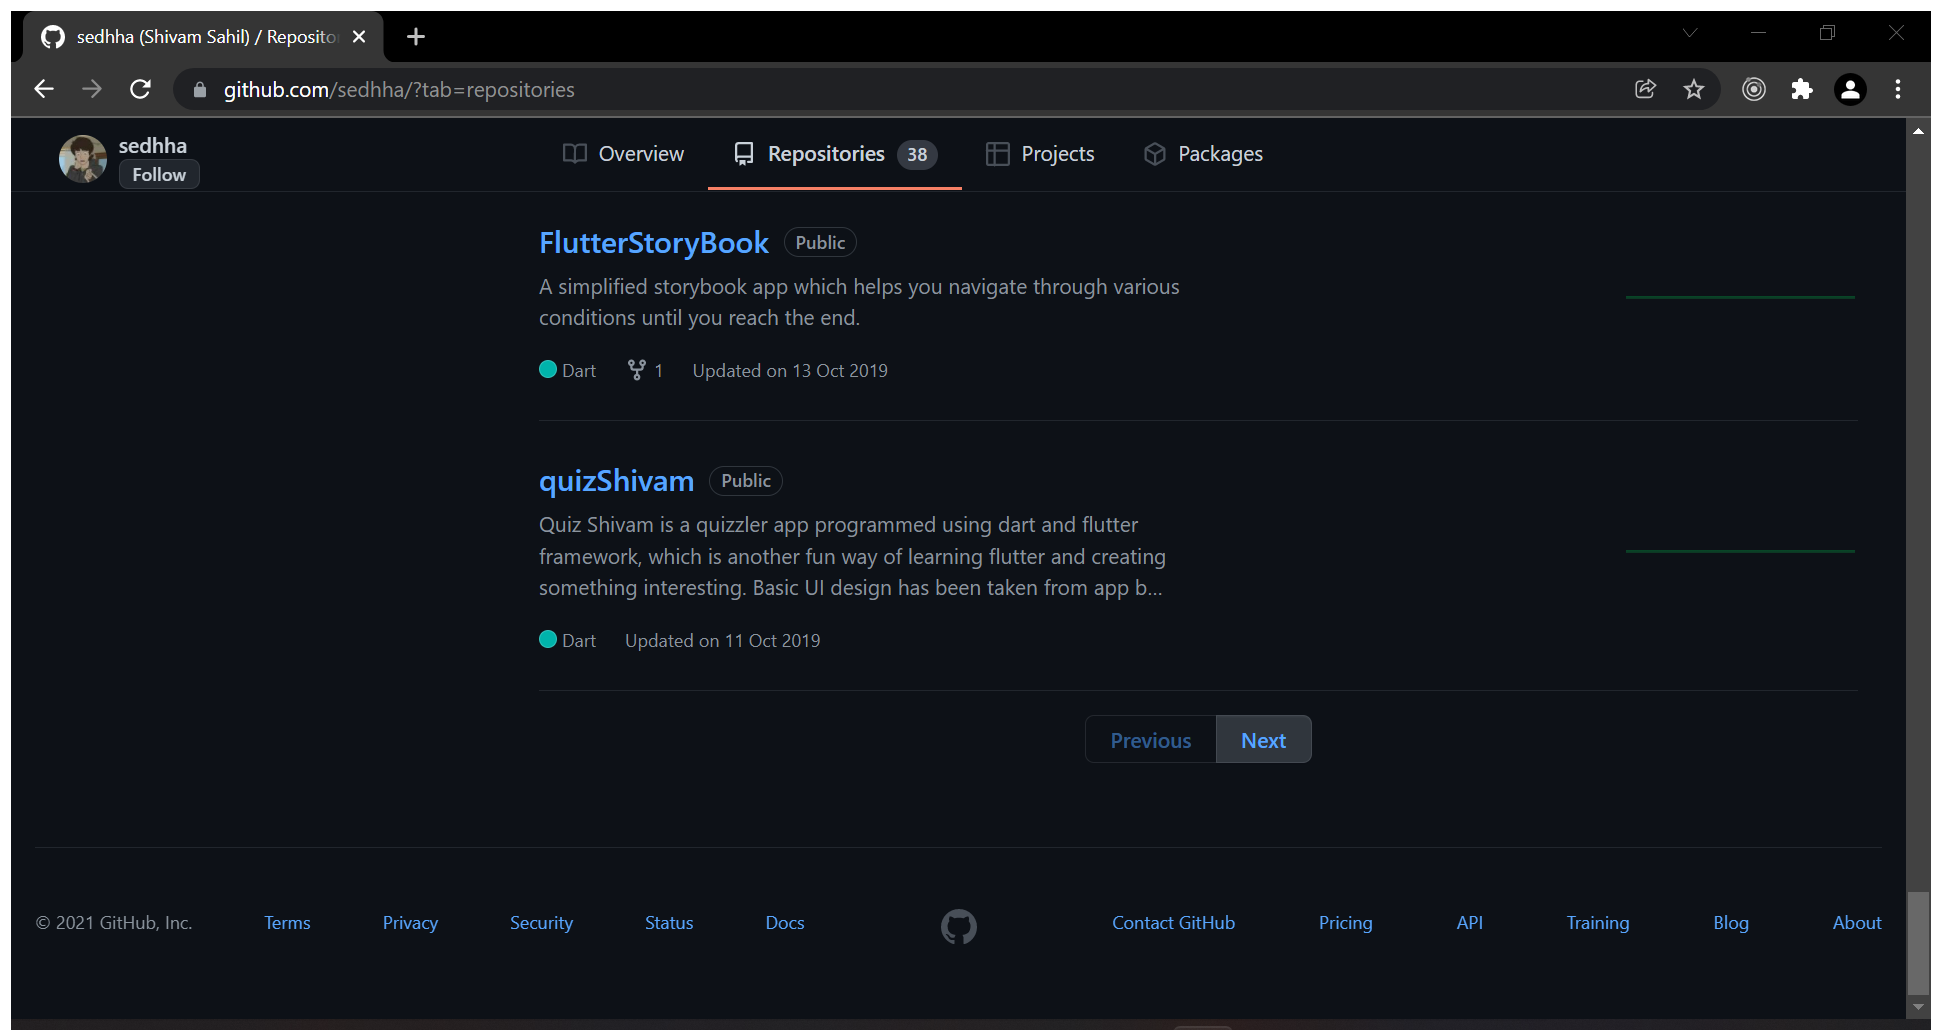 sedhha (Shivam Sahil) / Reposito
github.com/sedhha/?tab=repositories
sedhha
Follow
Overview
Repositories 38
Projects
Packages
FlutterStoryBook Public
A simplified storybook app which helps you navigate through various
conditions until you reach the end.
Dart 1 Updated on 13 Oct 2019
quizShivam Public
Quiz Shivam is a quizzler app programmed using dart and flutter
framework, which is another fun way of learning flutter and creating
something interesting. Basic UI design has been taken from app b...
Dart Updated on 11 Oct 2019
Previous Next
© 2021 GitHub, Inc. Terms Privacy Security Status Docs Contact GitHub Pricing API Training Blog About